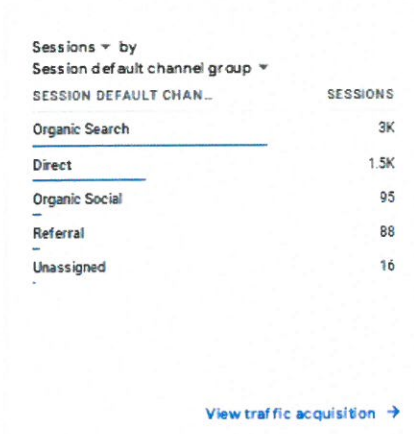 Sessions by
Session default channel group
SESSION DEFAULT CHAN… SESSIONS
Organic Search 3K
Direct 1.5K
Organic Social 95
Referral 88
Unassigned 16
View traffic acquisition →